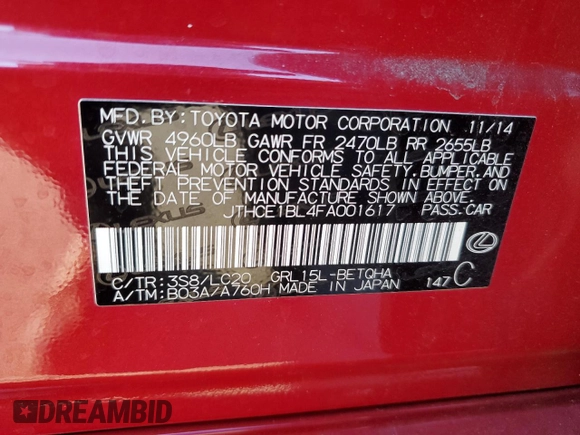 MFD.BY:TOYOTA MOTOR CORPORATION 11/14
GVWR 4960LB GAWR FR 2470LB RR 2655LB
THIS VEHICLE CONFORMS TO ALL APPLICABLE
FEDERAL MOTOR VEHICLE SAFETY,BUMPER,AND
THEFT PREVENTION STANDARDS IN EFFECT ON
THE DATE OF MANUFACTURE SHOWN ABOVE.
JTHCE1BL4FA001617 PASS.CAR
C/TR:3S8/LC20 GRL15L-BETQHA
A/TM:B03A/A760H MADE IN JAPAN 147 C
LEXUS
DREAMBID